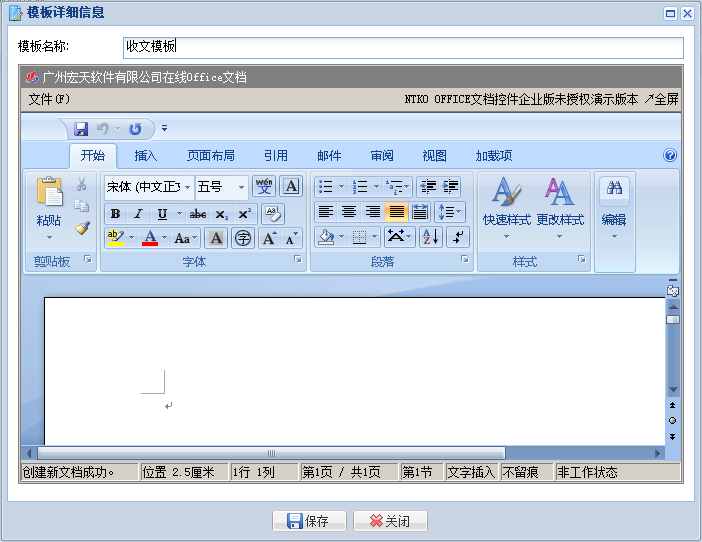 模板详细信息
模板名称: 收文模板
广州宏天软件有限公司在线Office文档
文件(F) NTKO OFFICE文档控件企业版未授权演示版本 ↗全屏
开始 插入 页面布局 引用 邮件 审阅 视图 加载项
宋体 (中文正文 五号 wén A
粘贴 B I U abc x₂ x² 快速样式 更改样式 编辑
ab A Aa A 字 A A A Z
剪贴板 字体 段落 样式
创建新文档成功。 位置 2.5厘米 1行 1列 第1页 / 共1页 第1节 文字插入 不留痕 非工作状态
保存 关闭